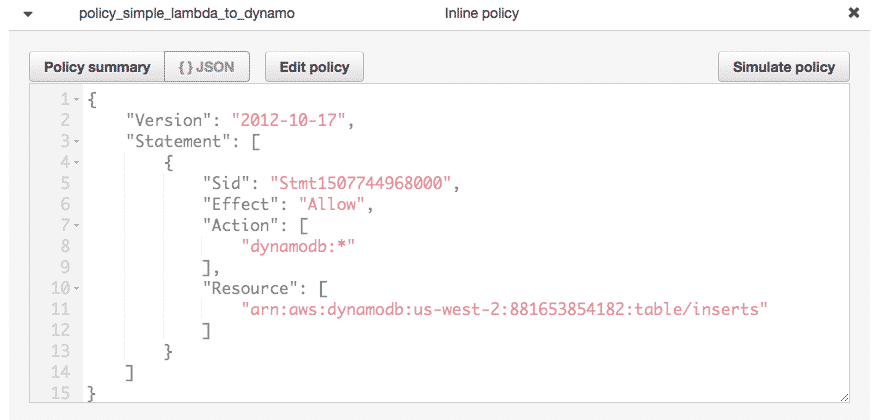 policy_simple_lambda_to_dynamo Inline policy ✖
Policy summary { } JSON Edit policy Simulate policy
1 {
2     "Version": "2012-10-17",
3     "Statement": [
4         {
5             "Sid": "Stmt1507744968000",
6             "Effect": "Allow",
7             "Action": [
8                 "dynamodb:*"
9             ],
10             "Resource": [
11                 "arn:aws:dynamodb:us-west-2:881653854182:table/inserts"
12             ]
13         }
14     ]
15 }